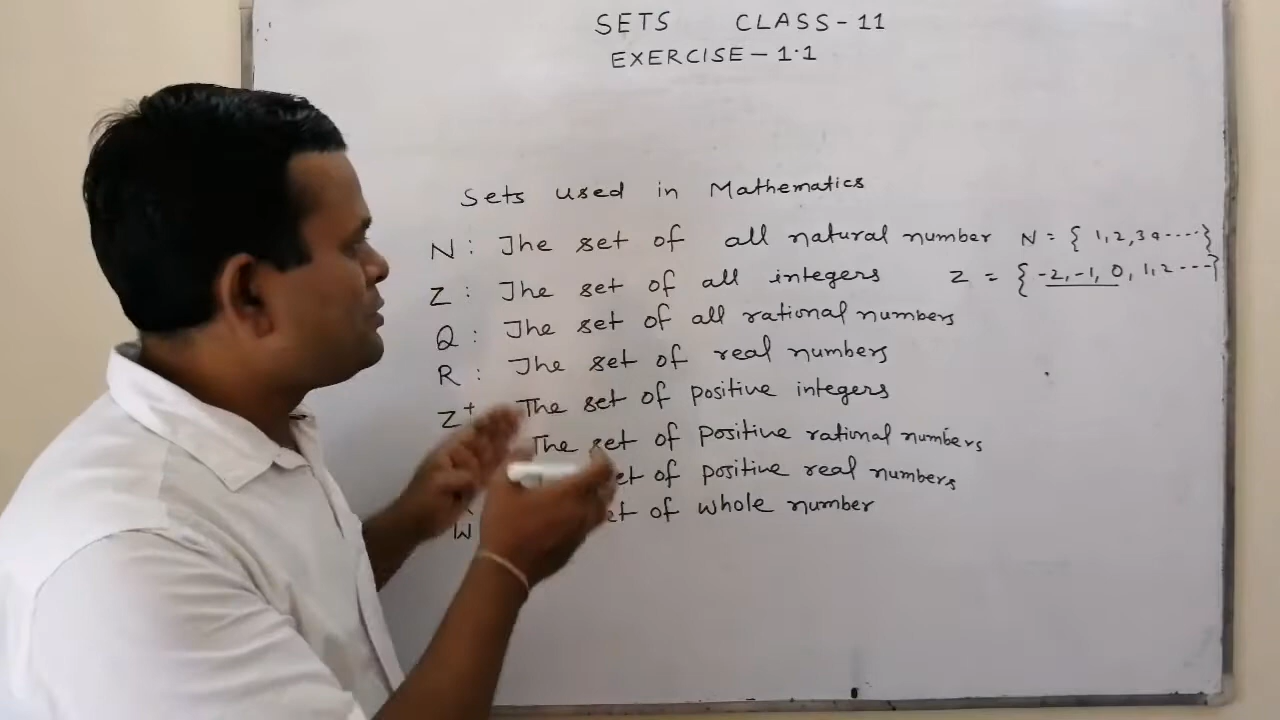 SETS CLASS-11
EXERCISE-1.1
Sets used in Mathematics
N: The set of all natural number N = { 1,2,3 4 ----}
Z: The set of all integers Z = { -2,-1, 0, 1,2 ---}
Q: The set of all rational numbers
R: The set of real numbers
Z+ The set of positive integers
The set of positive rational numbers
et of positive real numbers
W et of whole number